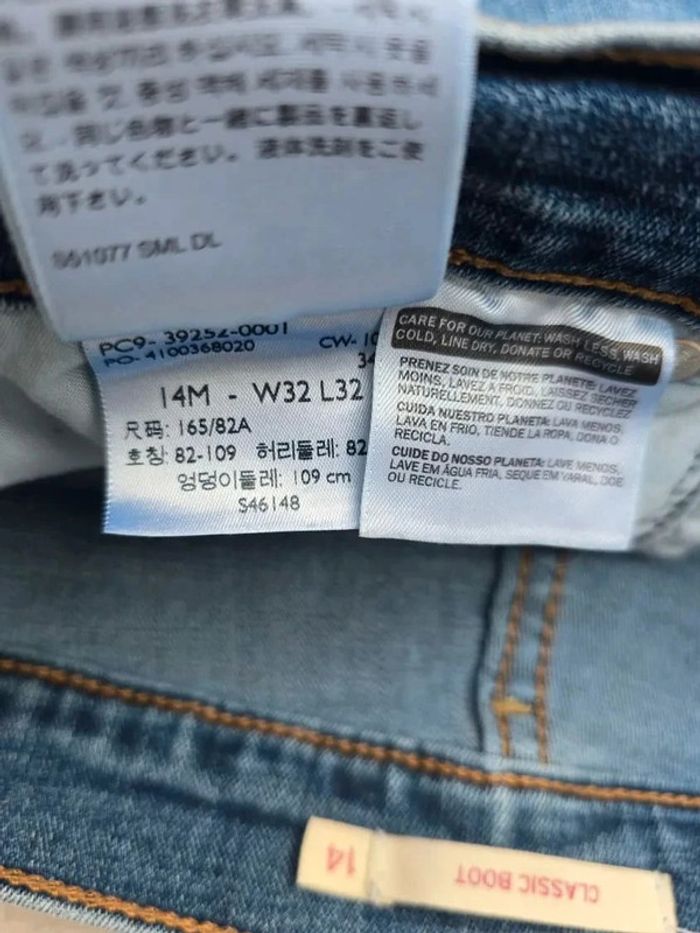 同じ色物と一緒に製品を裏返し
て洗ってください。液体洗剤をご使
用下さい。
S61077 SML DL
PC9- 39252-0001
PO- 4100368020
CW-
14M - W32 L32
尺码: 165/82A
호칭: 82-109 허리둘레: 82
엉덩이둘레: 109 cm
S46148
CARE FOR OUR PLANET: WASH LESS, WASH
COLD, LINE DRY, DONATE OR RECYCLE
PRENEZ SOIN DE NOTRE PLANETE: LAVEZ
MOINS, LAVEZ A FROID, LAISSEZ SECHER
NATURELLEMENT. DONNEZ OU RECYCLEZ
CUIDA NUESTRO PLANETA: LAVA MENOS,
LAVA EN FRIO, TIENDE LA ROPA, DONA O
RECICLA.
CUIDE DO NOSSO PLANETA: LAVE MENOS,
LAVE EM ÁGUA FRIA, SEQUE EM VARAL, DOE
OU RECICLE.
14
CLASSIC BOOT